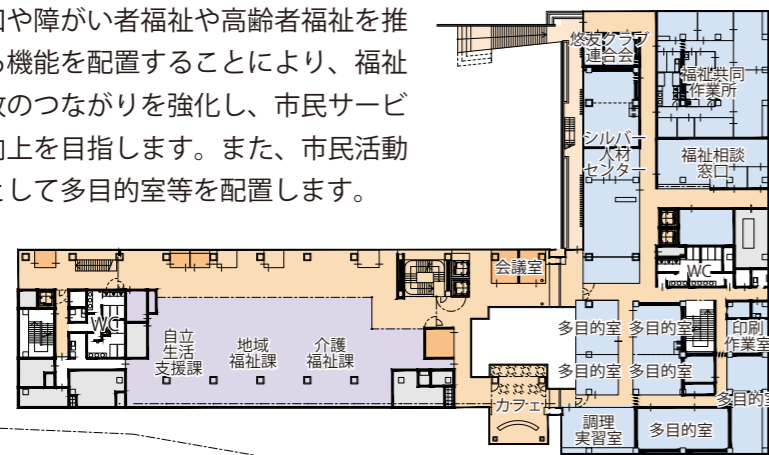 や障がい者福祉や高齢者福祉を推
機能を配置することにより、福祉
のつながりを強化し、市民サービ
向上を目指します。また、市民活動
として多目的室等を配置します。
悠友クラブ
連合会
福祉共同
作業所
シルバー
人材
センター
福祉相談
窓口
WC
会議室
WC
自立
生活
支援課
地域
福祉課
介護
福祉課
多目的室
多目的室
印刷
作業室
多目的室
多目的室
カフェ
多目的室
調理
実習室
多目的室